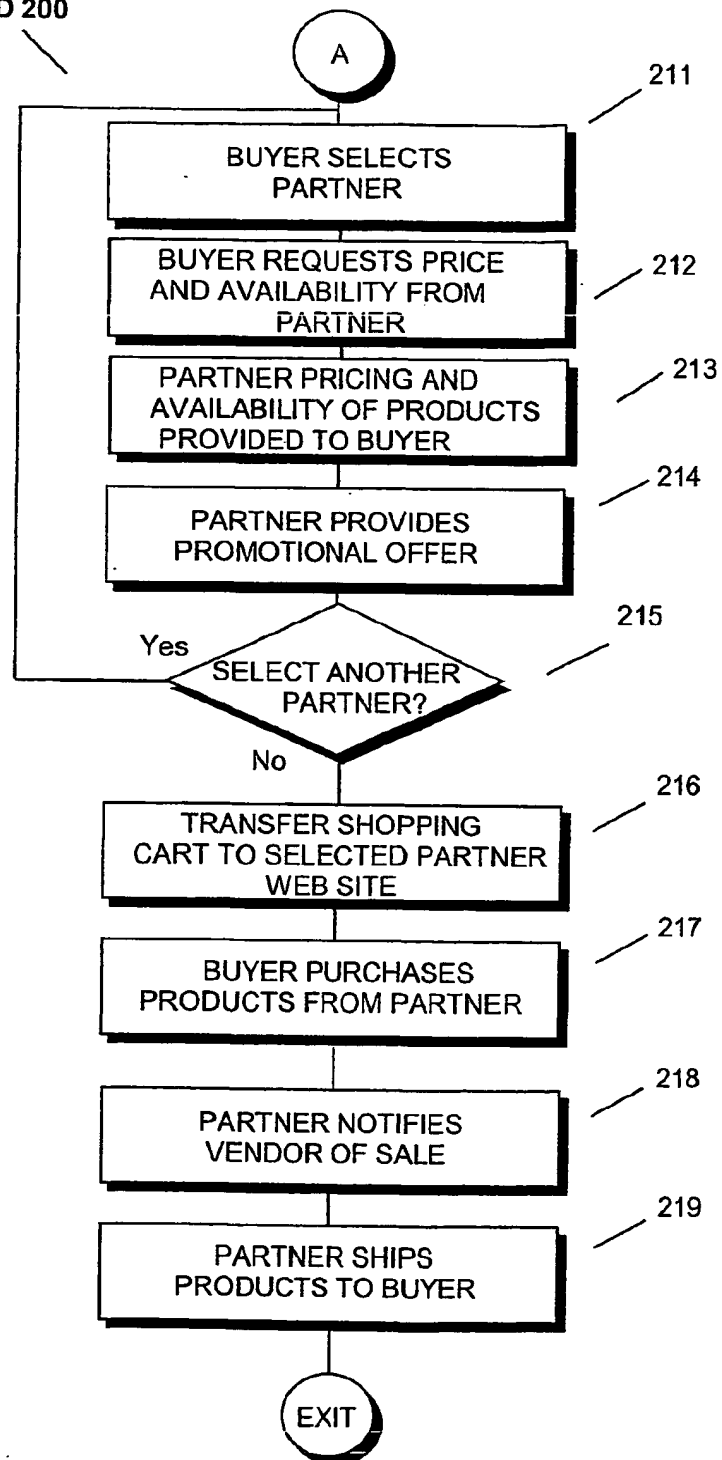 D 200
A
211
BUYER SELECTS
PARTNER
212
BUYER REQUESTS PRICE
AND AVAILABILITY FROM
PARTNER
213
PARTNER PRICING AND
AVAILABILITY OF PRODUCTS
PROVIDED TO BUYER
214
PARTNER PROVIDES
PROMOTIONAL OFFER
215
Yes
SELECT ANOTHER
PARTNER?
No
216
TRANSFER SHOPPING
CART TO SELECTED PARTNER
WEB SITE
217
BUYER PURCHASES
PRODUCTS FROM PARTNER
218
PARTNER NOTIFIES
VENDOR OF SALE
219
PARTNER SHIPS
PRODUCTS TO BUYER
EXIT